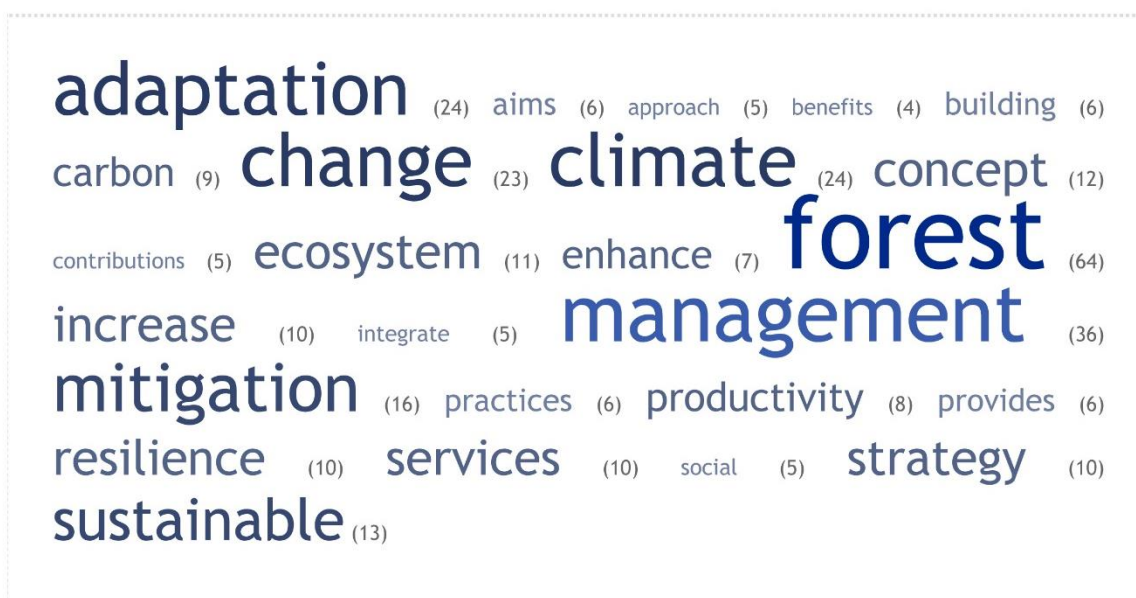 adaptation (24) aims (6) approach (5) benefits (4) building (6)
carbon (9) change (23) climate (24) concept (12)
contributions (5) ecosystem (11) enhance (7) forest (64)
increase (10) integrate (5) management (36)
mitigation (16) practices (6) productivity (8) provides (6)
resilience (10) services (10) social (5) strategy (10)
sustainable (13)